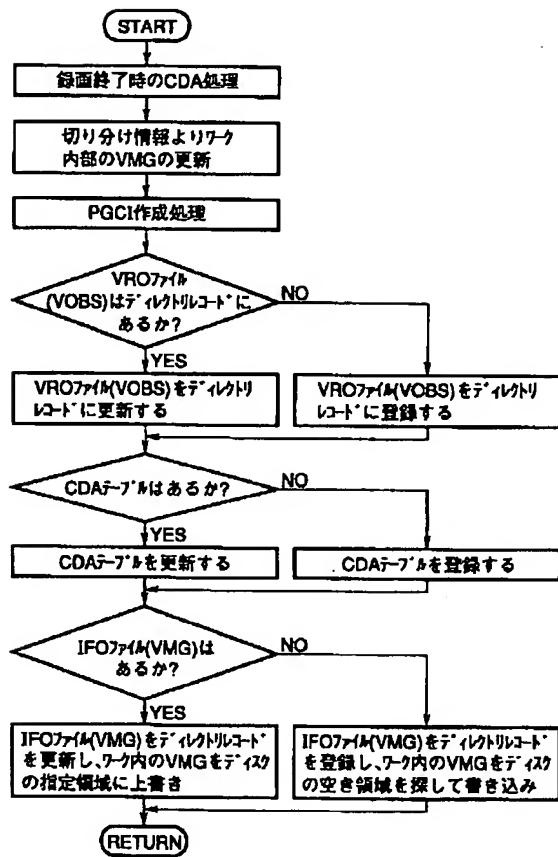 START
録画終了時のCDA処理
切り分け情報よりワーク
内部のVMGの更新
PGCI作成処理
VROファイル
(VOBS)はディレクトリレコードに
あるか?
NO
YES
VROファイル(VOBS)をディレクトリ
レコードに更新する
VROファイル(VOBS)をディレクトリ
レコードに登録する
CDAテーブルはあるか?
NO
YES
CDAテーブルを更新する
CDAテーブルを登録する
IFOファイル(VMG)は
あるか?
NO
YES
IFOファイル(VMG)をディレクトリレコード
を更新し、ワーク内のVMGをディスク
の指定領域に上書き
IFOファイル(VMG)をディレクトリレコード
を登録し、ワーク内のVMGをディスク
の空き領域を探して書き込み
RETURN